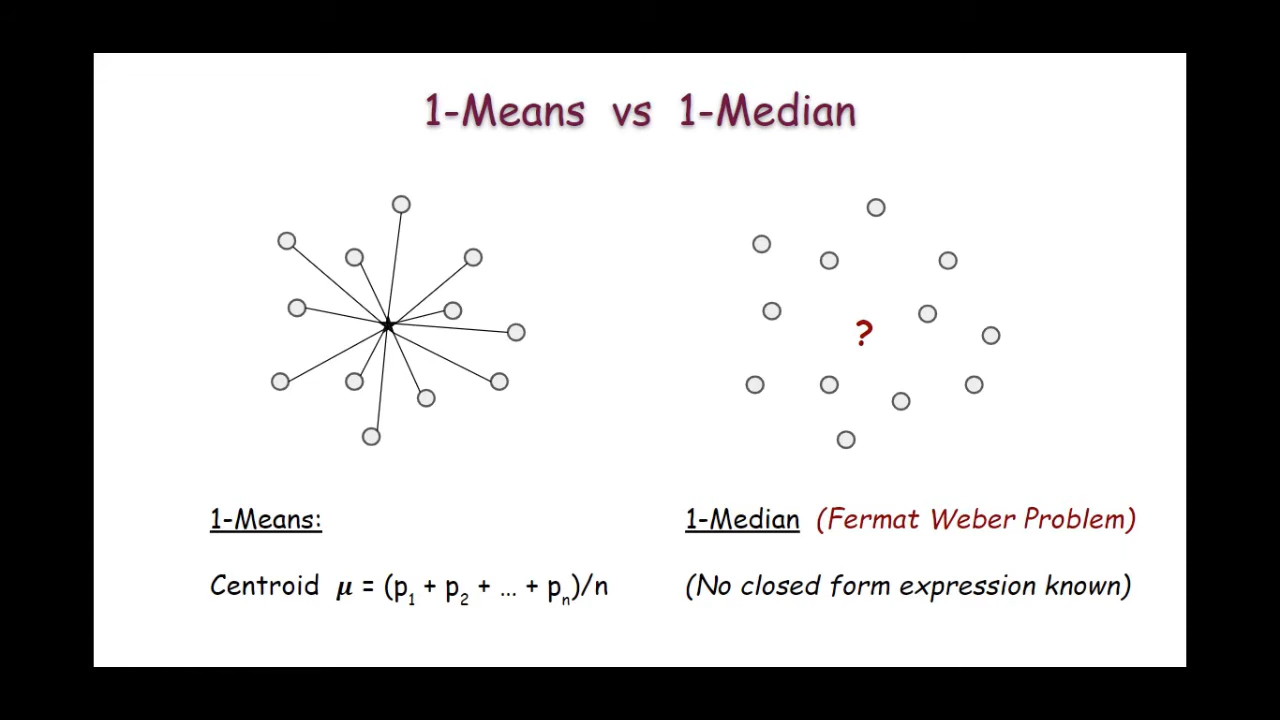 1-Means vs 1-Median
?
1-Means:
Centroid μ = (p₁ + p₂ + ... + pₙ)/n
1-Median (Fermat Weber Problem)
(No closed form expression known)